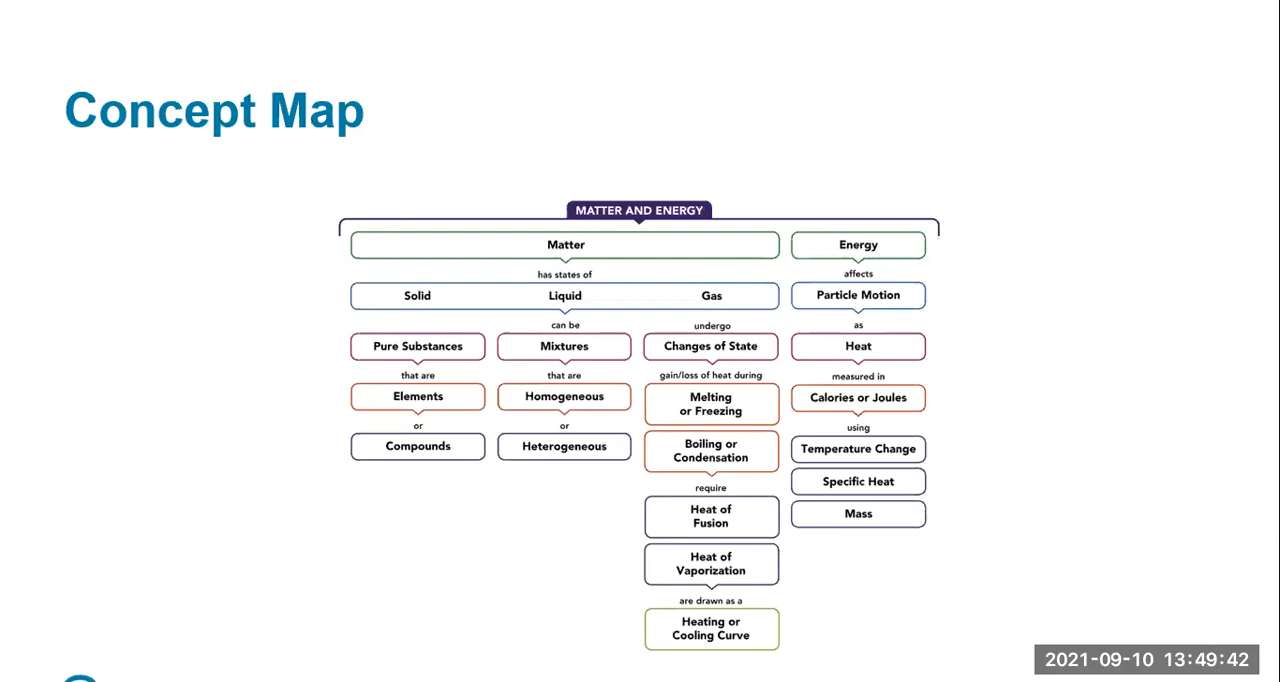 Concept Map
MATTER AND ENERGY
Matter
Energy
has states of
affects
Solid
Liquid
Gas
Particle Motion
can be
undergo
as
Pure Substances
Mixtures
Changes of State
Heat
that are
that are
gain/loss of heat during
measured in
Elements
Homogeneous
Melting
or Freezing
Calories or Joules
or
or
using
Compounds
Heterogeneous
Boiling or
Condensation
Temperature Change
Specific Heat
require
Mass
Heat of
Fusion
Heat of
Vaporization
are drawn as a
Heating or
Cooling Curve
2021-09-10 13:49:42